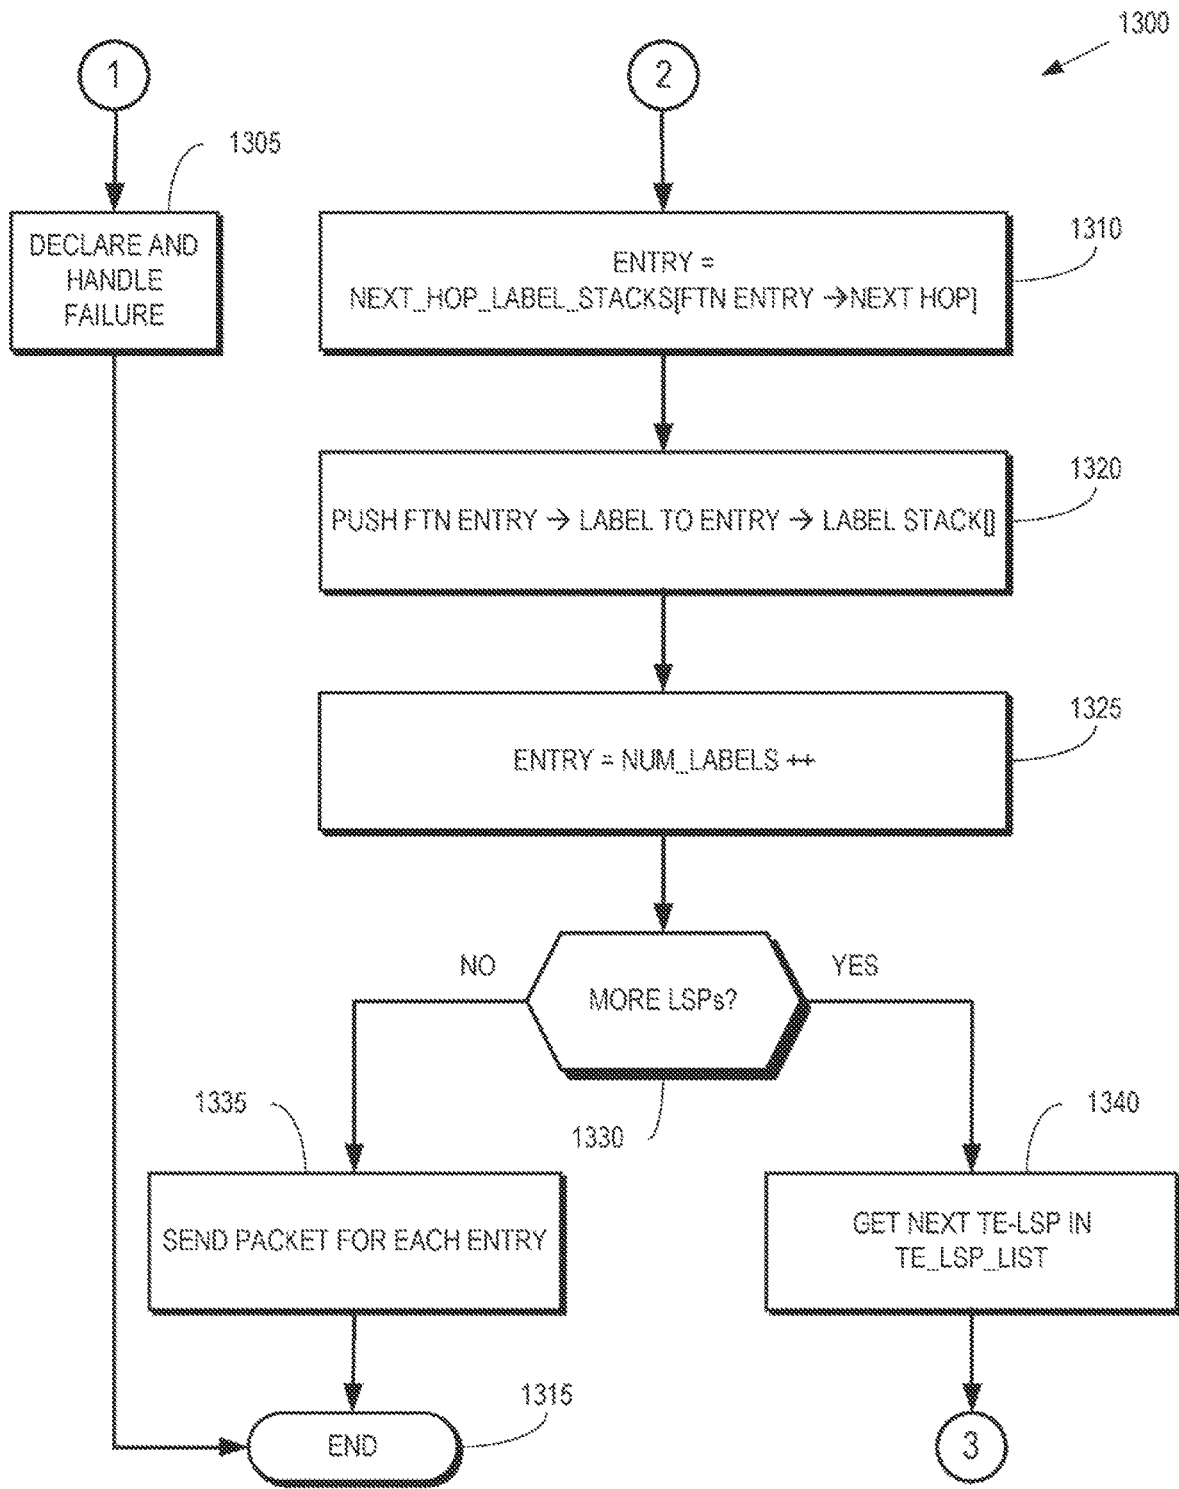 1300
1
2
1305
DECLARE AND
HANDLE
FAILURE
1310
ENTRY =
NEXT_HOP_LABEL_STACKS[FTN ENTRY →NEXT HOP]
1320
PUSH FTN ENTRY → LABEL TO ENTRY → LABEL STACK[]
1325
ENTRY = NUM_LABELS ++
NO
YES
MORE LSPs?
1330
1335
1340
SEND PACKET FOR EACH ENTRY
GET NEXT TE-LSP IN
TE_LSP_LIST
1315
END
3